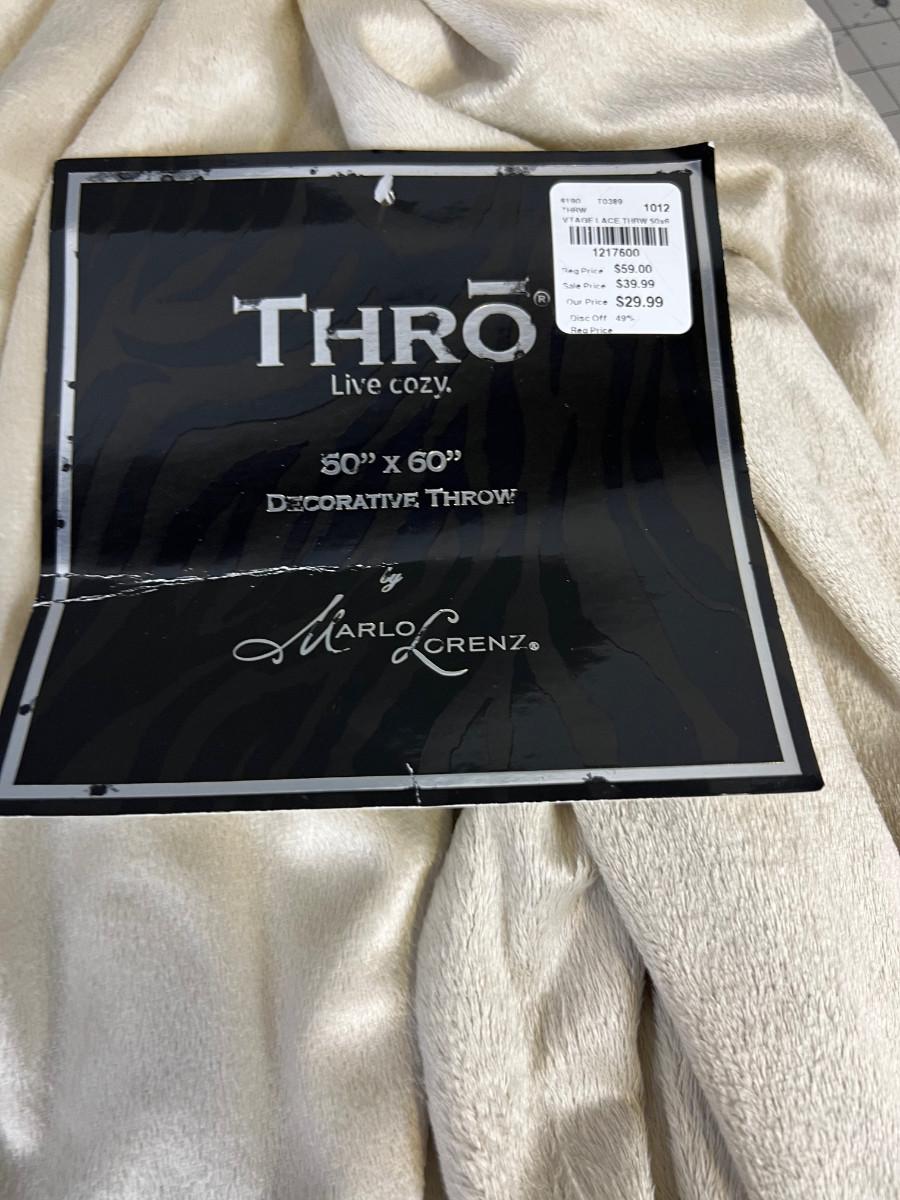 THRŌ®
Live cozy.
50” x 60”
DECORATIVE THROW
by
MARLO LORENZ®
8190 T0389 1012
THRW
VTAGE LACE THRW 50x6
1217600
Reg Price $59.00
Sale Price $39.99
Our Price $29.99
Disc Off 49%
Reg Price